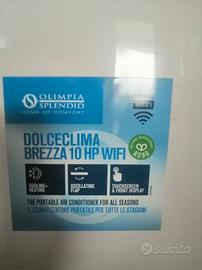 OLIMPIA
SPLENDID
HOME OF COMFORT
DOLCECLIMA
BREZZA 10 HP WIFI
R290
COOLING+
HEATING
OSCILLATING
FLAP
TOUCHSCREEN
& FRONT DISPLAY
THE PORTABLE AIR CONDITIONER FOR ALL SEASONS
IL CLIMATIZZATORE PORTATILE PER TUTTE LE STAGIONI
subito